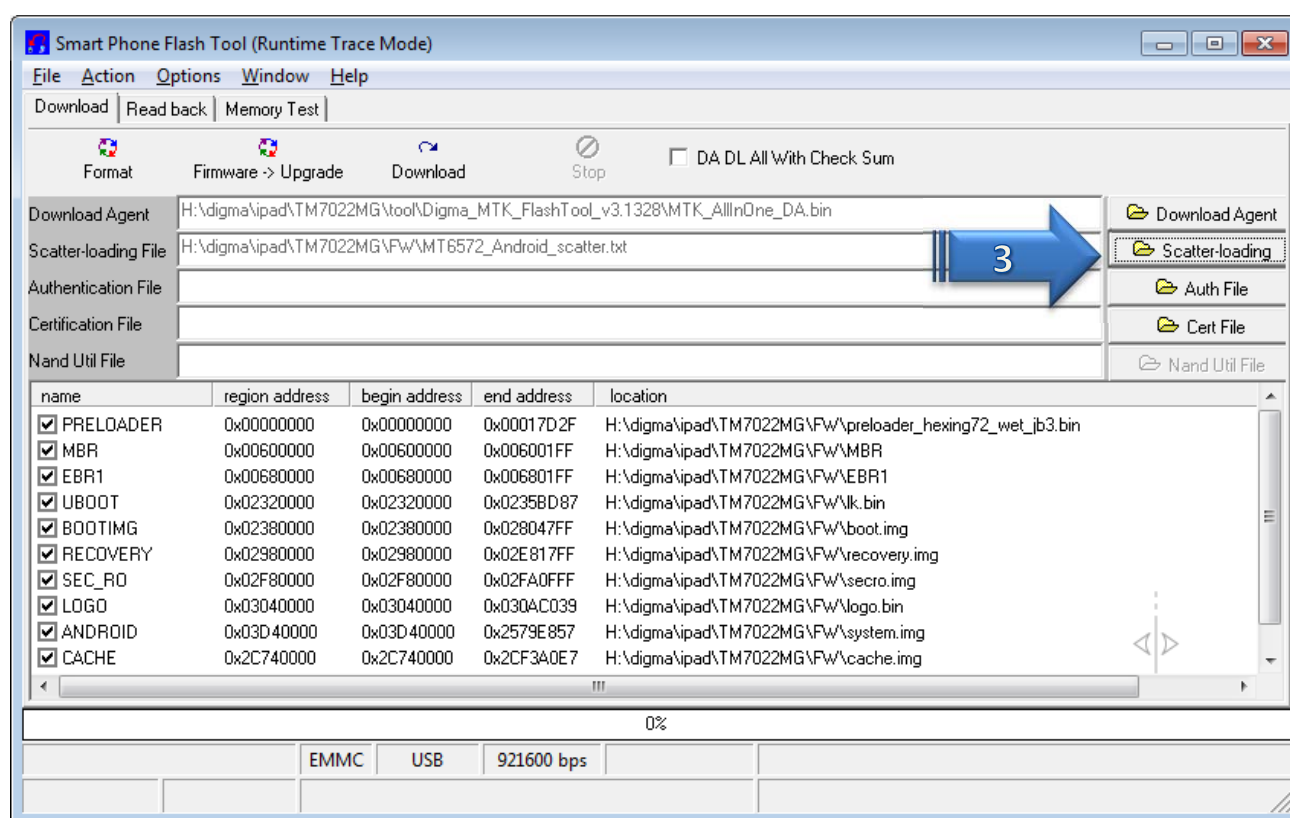 Smart Phone Flash Tool (Runtime Trace Mode)
File Action Options Window Help
Download Read back Memory Test
Format Firmware -> Upgrade Download Stop DA DL All With Check Sum
Download Agent H:\digma\ipad\TM7022MG\tool\Digma_MTK_FlashTool_v3.1328\MTK_AllInOne_DA.bin Download Agent
Scatter-loading File H:\digma\ipad\TM7022MG\FW\MT6572_Android_scatter.txt 3 Scatter-loading
Authentication File Auth File
Certification File Cert File
Nand Util File Nand Util File
name region address begin address end address location
PRELOADER 0x00000000 0x00000000 0x00017D2F H:\digma\ipad\TM7022MG\FW\preloader_hexing72_wet_jb3.bin
MBR 0x00600000 0x00600000 0x006001FF H:\digma\ipad\TM7022MG\FW\MBR
EBR1 0x00680000 0x00680000 0x006801FF H:\digma\ipad\TM7022MG\FW\EBR1
UBOOT 0x02320000 0x02320000 0x0235BD87 H:\digma\ipad\TM7022MG\FW\lk.bin
BOOTIMG 0x02380000 0x02380000 0x028047FF H:\digma\ipad\TM7022MG\FW\boot.img
RECOVERY 0x02980000 0x02980000 0x02E817FF H:\digma\ipad\TM7022MG\FW\recovery.img
SEC_RO 0x02F80000 0x02F80000 0x02FA0FFF H:\digma\ipad\TM7022MG\FW\secro.img
LOGO 0x03040000 0x03040000 0x030AC039 H:\digma\ipad\TM7022MG\FW\logo.bin
ANDROID 0x03D40000 0x03D40000 0x2579E857 H:\digma\ipad\TM7022MG\FW\system.img
CACHE 0x2C740000 0x2C740000 0x2CF3A0E7 H:\digma\ipad\TM7022MG\FW\cache.img
0%
EMMC USB 921600 bps